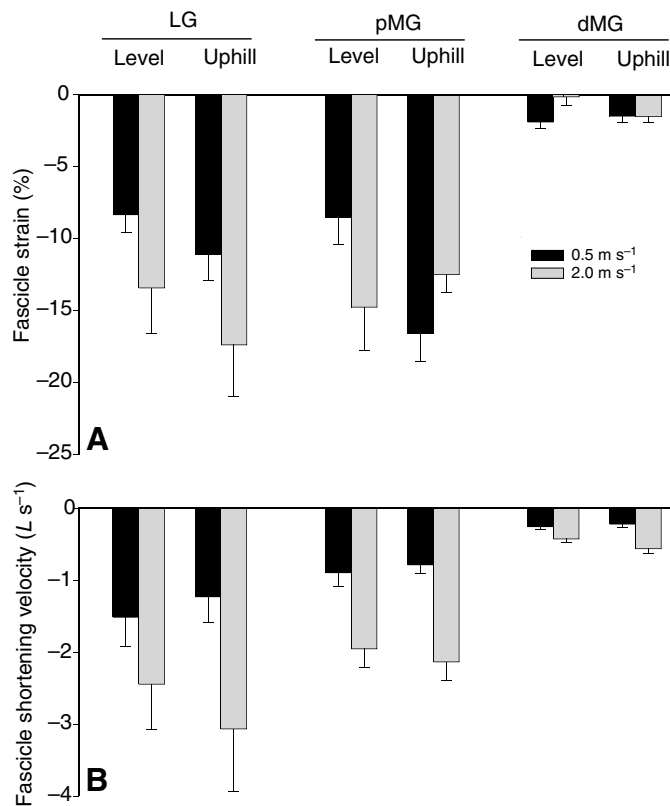 LG pMG dMG
Level Uphill Level Uphill Level Uphill
0
–5
–10
–15
–20
–25
Fascicle strain (%)
0.5 m s⁻¹
2.0 m s⁻¹
A
0
–1
–2
–3
–4
Fascicle shortening velocity (L s⁻¹)
B